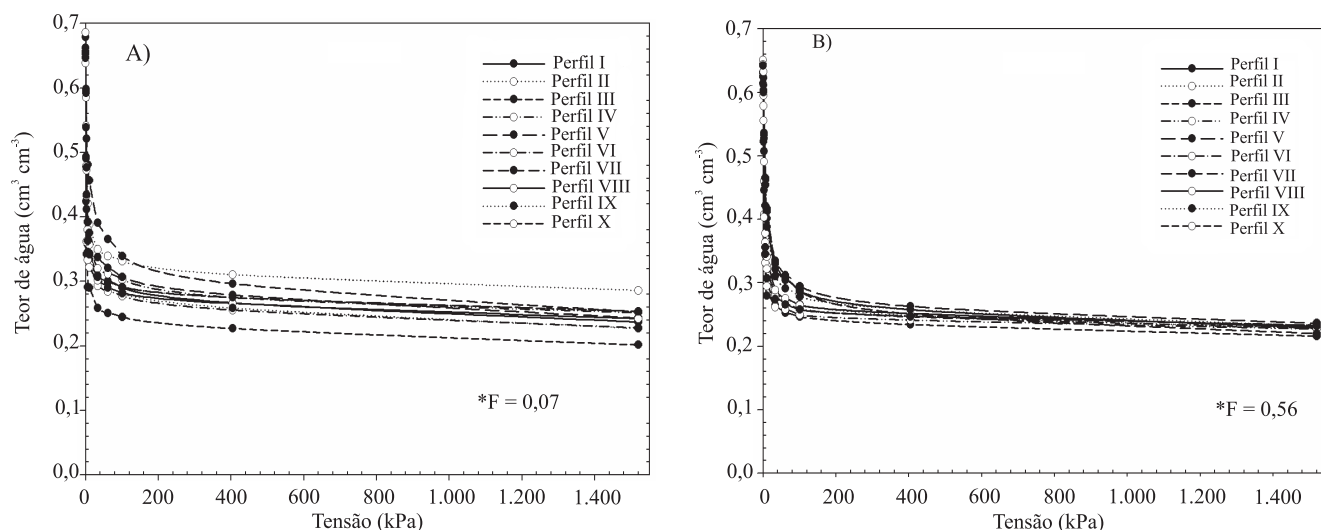 A)
Teor de água (cm³ cm⁻³)
0,7
0,6
0,5
0,4
0,3
0,2
0,1
0,0
Perfil I
Perfil II
Perfil III
Perfil IV
Perfil V
Perfil VI
Perfil VII
Perfil VIII
Perfil IX
Perfil X
*F = 0,07
0 200 400 600 800 1.000 1.200 1.400
Tensão (kPa)
B)
Teor de água (cm³ cm⁻³)
0,7
0,6
0,5
0,4
0,3
0,2
0,1
0,0
Perfil I
Perfil II
Perfil III
Perfil IV
Perfil V
Perfil VI
Perfil VII
Perfil VIII
Perfil IX
Perfil X
*F = 0,56
0 200 400 600 800 1.000 1.200 1.400
Tensão (kPa)